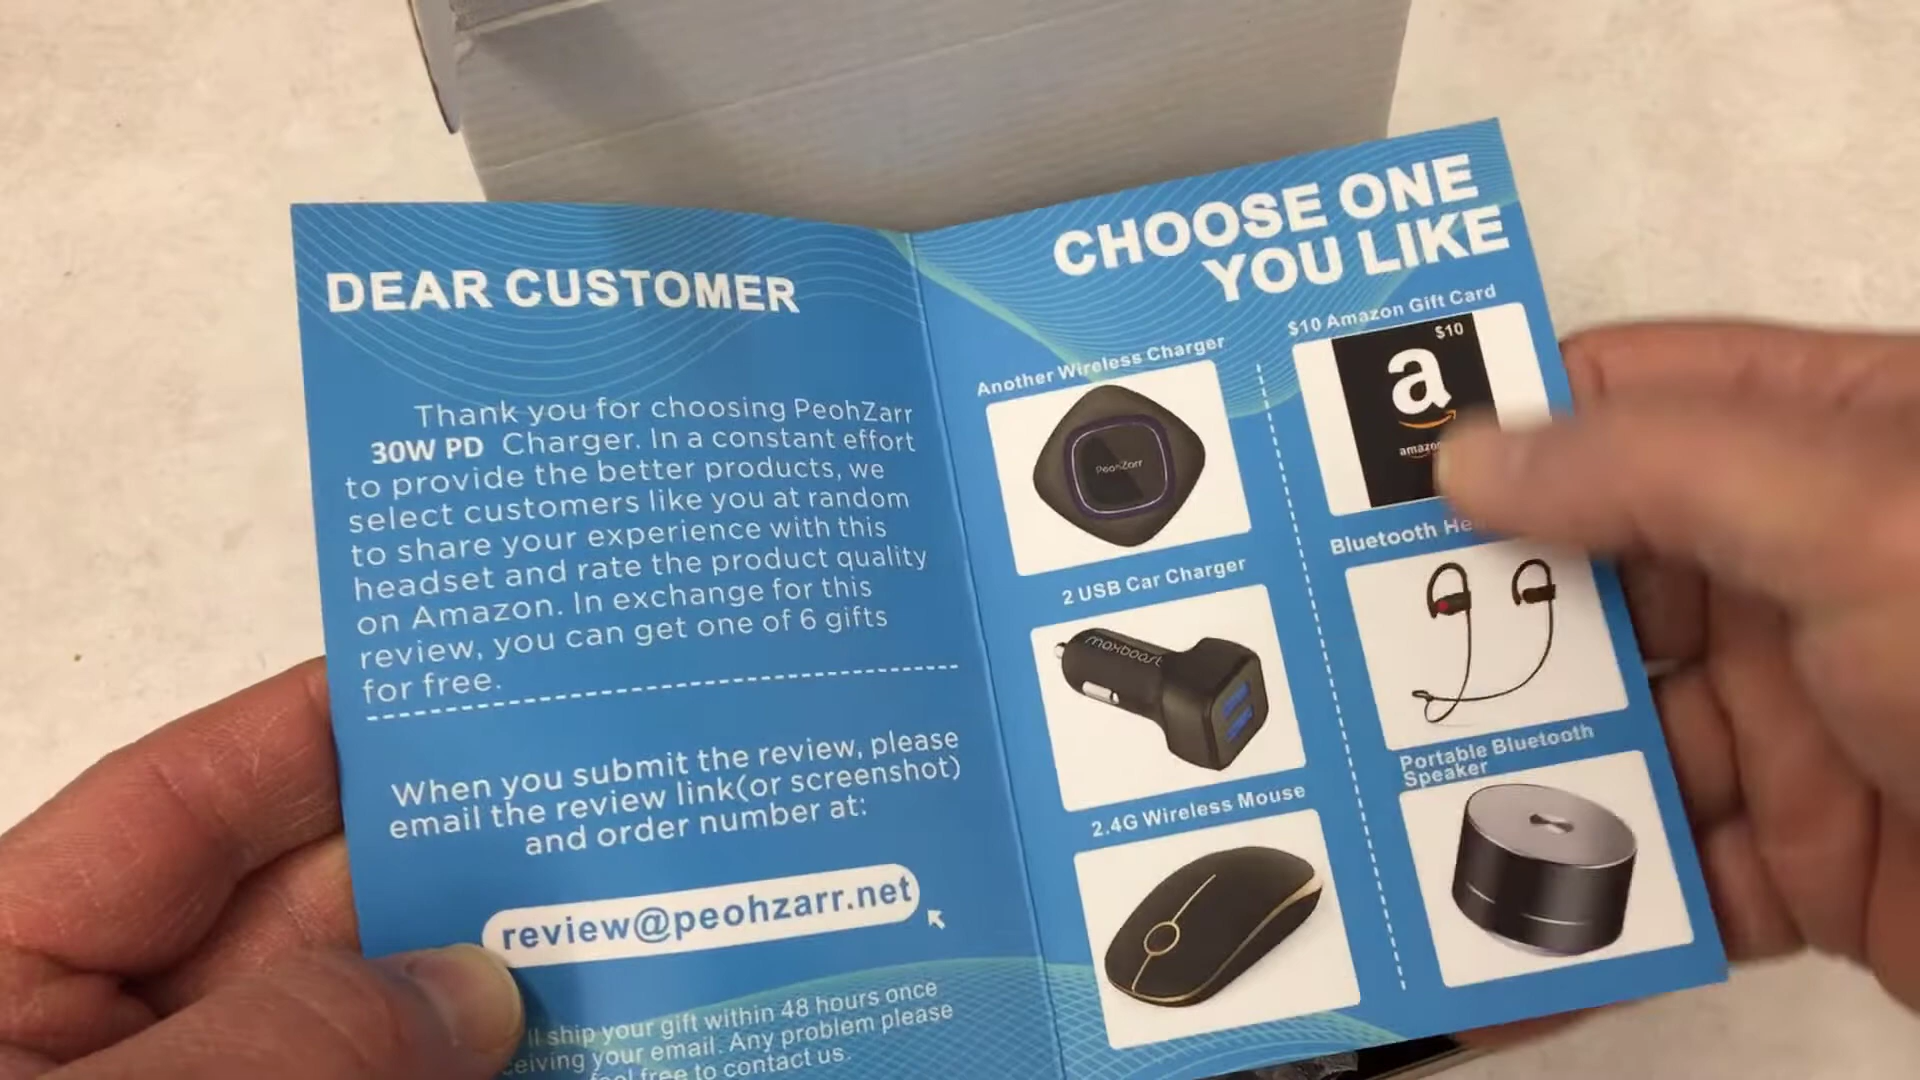 DEAR CUSTOMER
Thank you for choosing PeohZarr
30W PD Charger. In a constant effort
to provide the better products, we
select customers like you at random
to share your experience with this
headset and rate the product quality
on Amazon. In exchange for this
review, you can get one of 6 gifts
for free.
When you submit the review, please
email the review link(or screenshot)
and order number at:
review@peohzarr.net
ship your gift within 48 hours once
your email. Any problem please
free to contact us.
CHOOSE ONE
YOU LIKE
Another Wireless Charger
PeohZarr
$10 Amazon Gift Card
$10
a
2 USB Car Charger
maxboost
Bluetooth
2.4G Wireless Mouse
Portable Bluetooth
Speaker